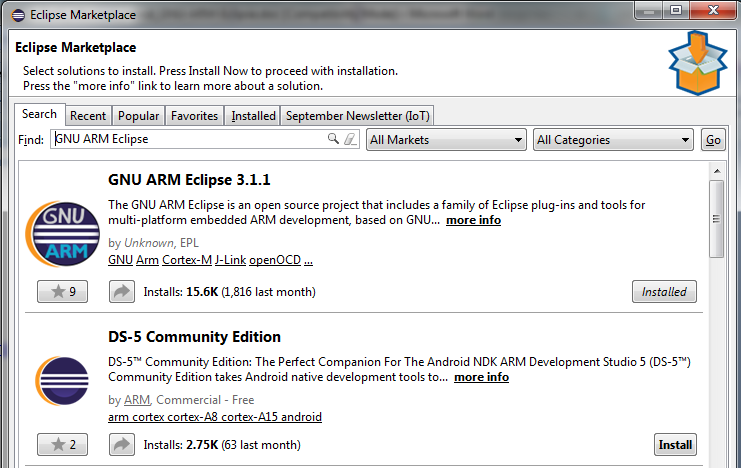 Eclipse Marketplace
Eclipse Marketplace
Select solutions to install. Press Install Now to proceed with installation.
Press the "more info" link to learn more about a solution.
Search Recent Popular Favorites Installed September Newsletter (IoT)
Find: GNU ARM Eclipse All Markets All Categories Go
GNU ARM Eclipse 3.1.1
The GNU ARM Eclipse is an open source project that includes a family of Eclipse plug-ins and tools for
multi-platform embedded ARM development, based on GNU... more info
GNU
ARM
by Unknown, EPL
GNU Arm Cortex-M J-Link openOCD ...
9 Installs: 15.6K (1,816 last month) Installed
DS-5 Community Edition
DS-5™ Community Edition: The Perfect Companion For The Android NDK ARM Development Studio 5 (DS-5™)
Community Edition takes Android native development tools to... more info
by ARM, Commercial - Free
arm cortex cortex-A8 cortex-A15 android
2 Installs: 2.75K (63 last month) Install